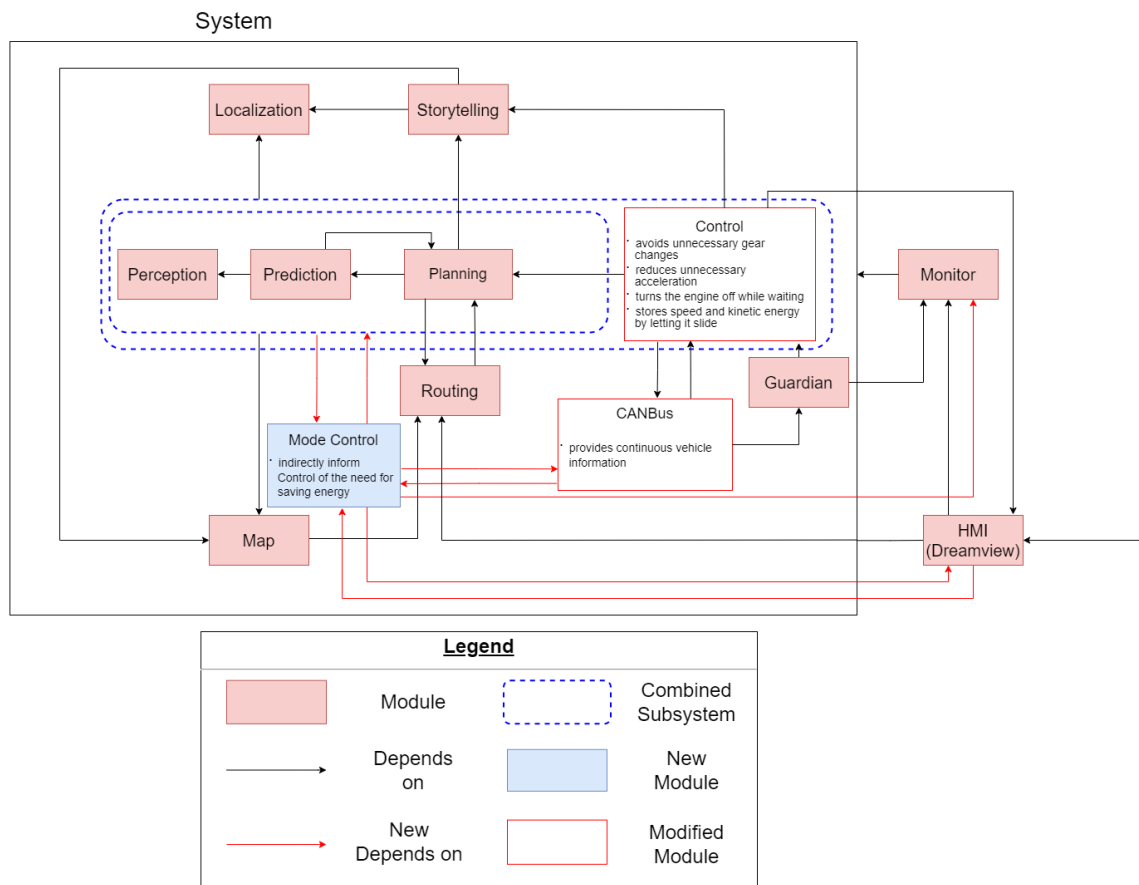 System
Localization
Storytelling
Control
· avoids unnecessary gear
changes
· reduces unnecessary
acceleration
· turns the engine off while waiting
· stores speed and kinetic energy
by letting it slide
Perception
Prediction
Planning
Monitor
Routing
Guardian
CANBus
· provides continuous vehicle
information
Mode Control
· indirectly inform
Control of the need for
saving energy
Map
HMI
(Dreamview)
Legend
Module
Combined
Subsystem
Depends
on
New
Module
New
Depends on
Modified
Module